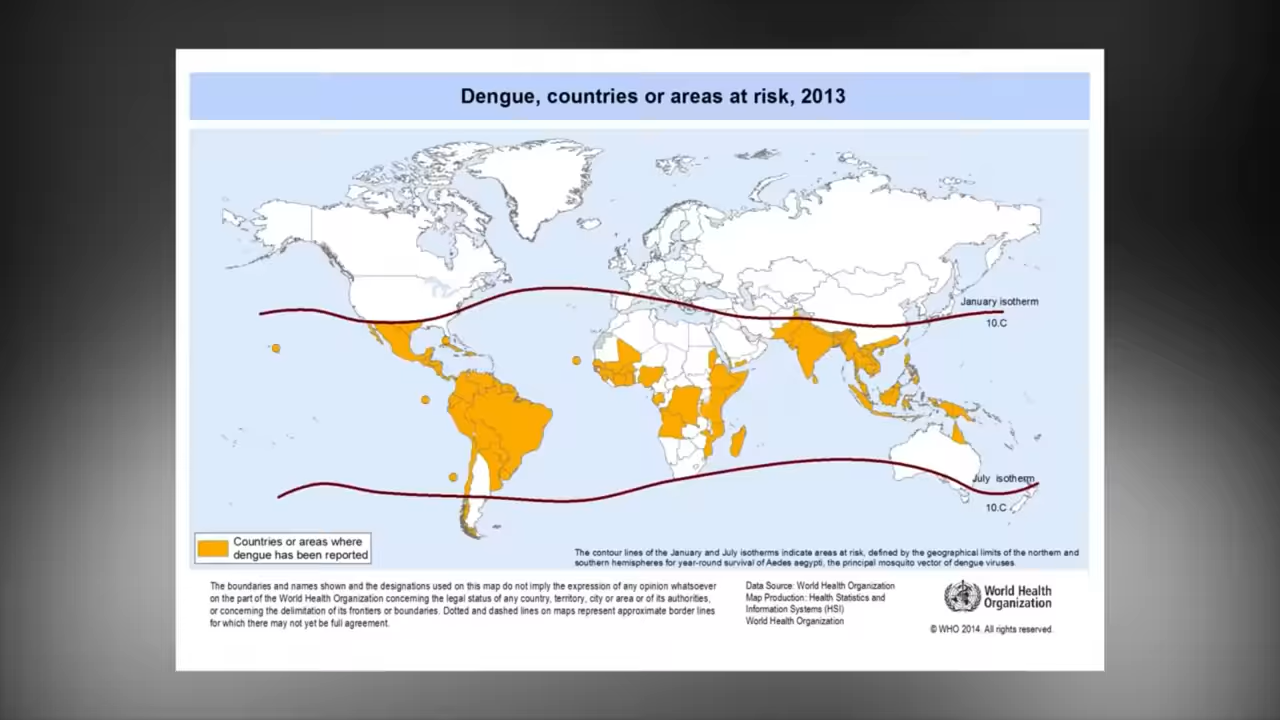 Dengue, countries or areas at risk, 2013
January isotherm
10.C
July isotherm
10.C
Countries or areas where
dengue has been reported
The contour lines of the January and July isotherms indicate areas at risk, defined by the geographical limits of the northern and
southern hemispheres for year-round survival of Aedes aegypti, the principal mosquito vector of dengue viruses.
The boundaries and names shown and the designations used on this map do not imply the expression of any opinion whatsoever
on the part of the World Health Organization concerning the legal status of any country, territory, city or area or of its authorities,
or concerning the delimitation of its frontiers or boundaries. Dotted and dashed lines on maps represent approximate border lines
for which there may not yet be full agreement.
Data Source: World Health Organization
Map Production: Health Statistics and
Information Systems (HSI)
World Health Organization
World Health
Organization
© WHO 2014. All rights reserved.